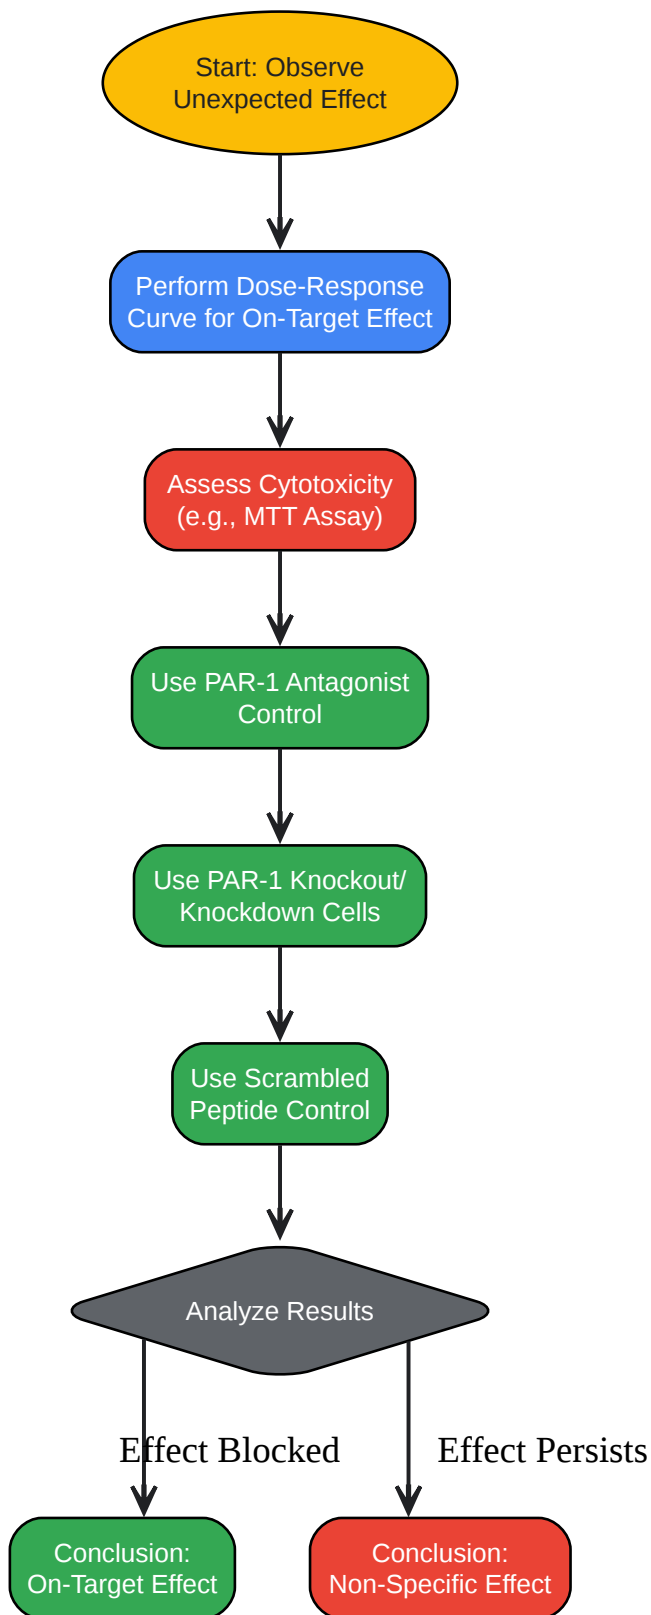 Start: Observe
Unexpected Effect
Perform Dose-Response
Curve for On-Target Effect
Assess Cytotoxicity
(e.g., MTT Assay)
Use PAR-1 Antagonist
Control
Use PAR-1 Knockout/
Knockdown Cells
Use Scrambled
Peptide Control
Analyze Results
Effect Blocked
Effect Persists
Conclusion:
On-Target Effect
Conclusion:
Non-Specific Effect